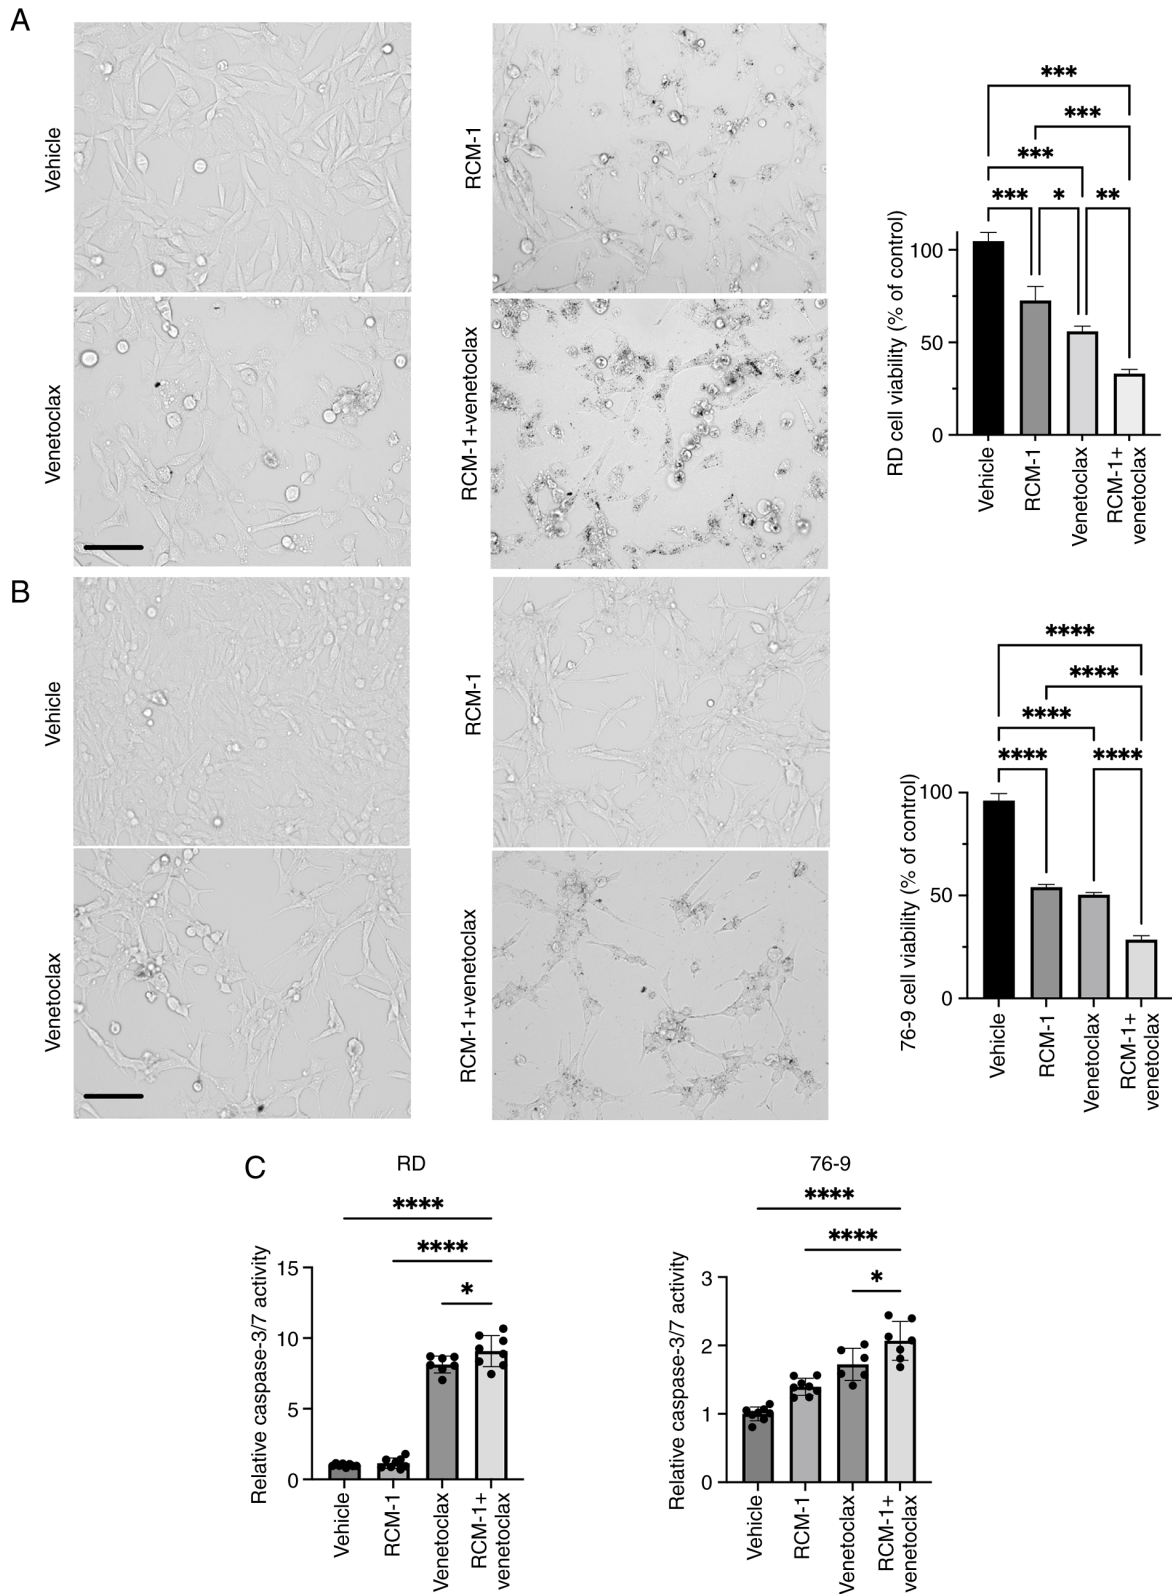 A
Vehicle
RCM-1
Venetoclax
RCM-1+venetoclax
RD cell viability (% of control)
***
***
***
***
*
**
100
50
0
Vehicle
RCM-1
Venetoclax
RCM-1+
venetoclax
B
Vehicle
RCM-1
Venetoclax
RCM-1+venetoclax
76-9 cell viability (% of control)
****
****
****
****
****
100
50
0
Vehicle
RCM-1
Venetoclax
RCM-1+
venetoclax
C
RD
****
****
*
Relative caspase-3/7 activity
15
10
5
0
Vehicle
RCM-1
Venetoclax
RCM-1+
venetoclax
76-9
****
****
*
Relative caspase-3/7 activity
3
2
1
0
Vehicle
RCM-1
Venetoclax
RCM-1+
venetoclax